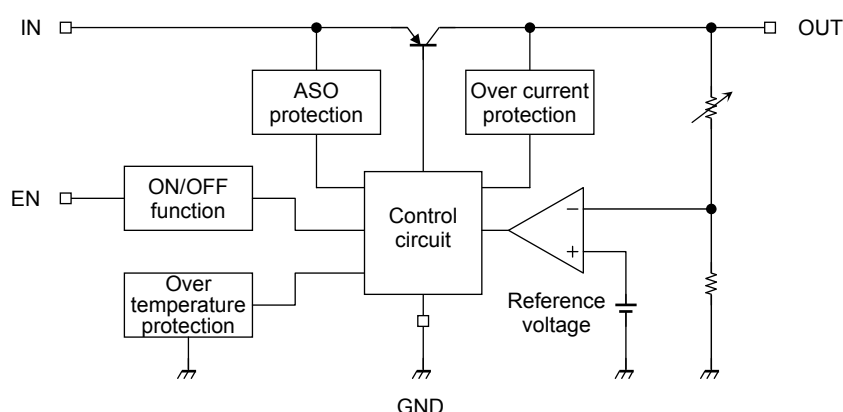 IN
OUT
ASO
protection
Over current
protection
EN
ON/OFF
function
Control
circuit
−
+
Over
temperature
protection
Reference
voltage
GND